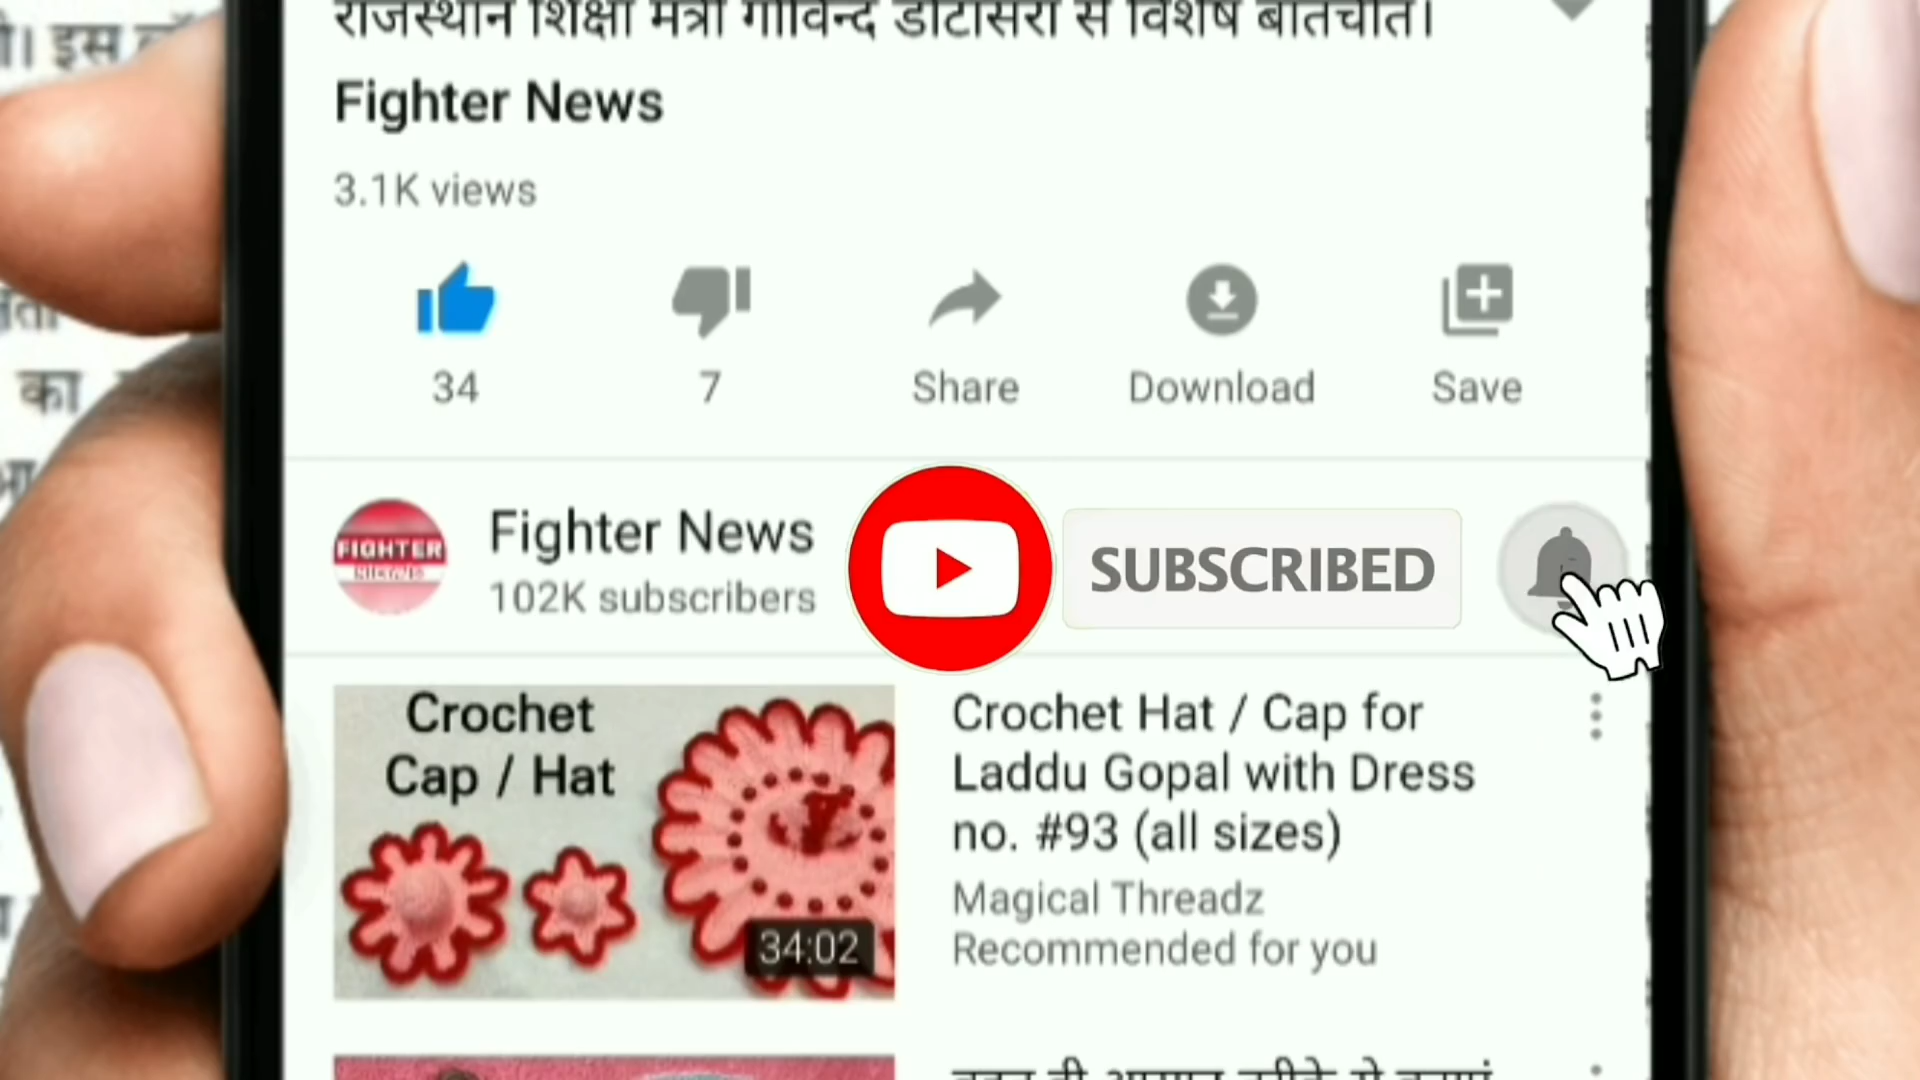 राजस्थान शिक्षा मंत्री गोविन्द डोटासरा से विशेष बातचीत।
Fighter News
3.1K views
34
7
Share
Download
Save
FIGHTER
Fighter News
102K subscribers
SUBSCRIBED
Crochet
Cap / Hat
34:02
Crochet Hat / Cap for
Laddu Gopal with Dress
no. #93 (all sizes)
Magical Threadz
Recommended for you
इस
का